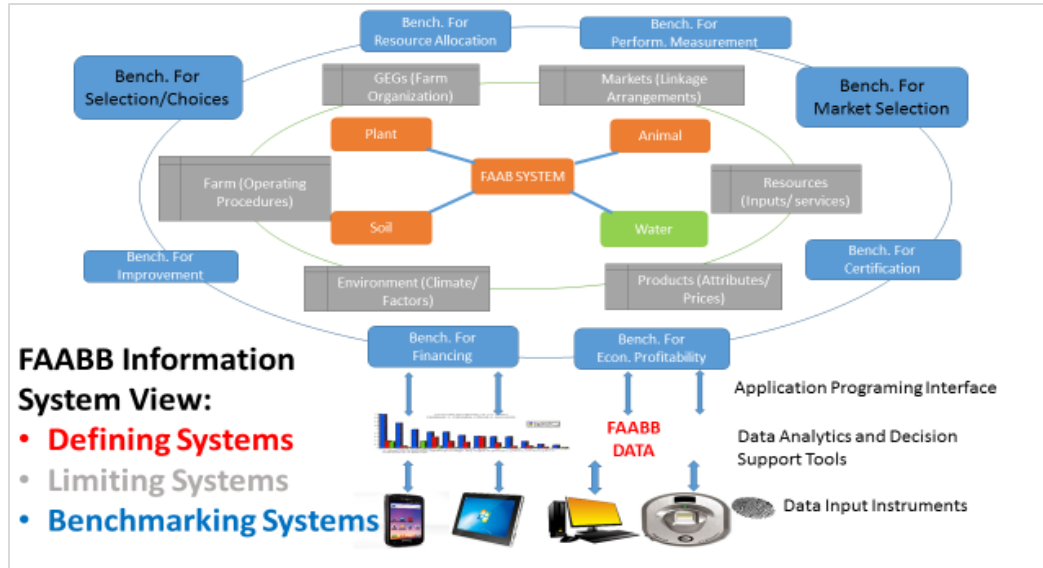 Bench. For
Resource Allocation
Bench. For
Perform. Measurement
Bench. For
Selection/Choices
GEGs (Farm
Organization)
Markets (Linkage
Arrangements)
Bench. For
Market Selection
Plant
Animal
FAAB SYSTEM
Farm (Operating
Procedures)
Resources
(Inputs/ services)
Soil
Water
Bench. For
Improvement
Environment (Climate/
Factors)
Products (Attributes/
Prices)
Bench. For
Certification
Bench. For
Financing
Bench. For
Econ. Profitability
FAABB Information
System View:
• Defining Systems
• Limiting Systems
• Benchmarking Systems
Application Programing Interface
FAABB
DATA
Data Analytics and Decision
Support Tools
Data Input Instruments